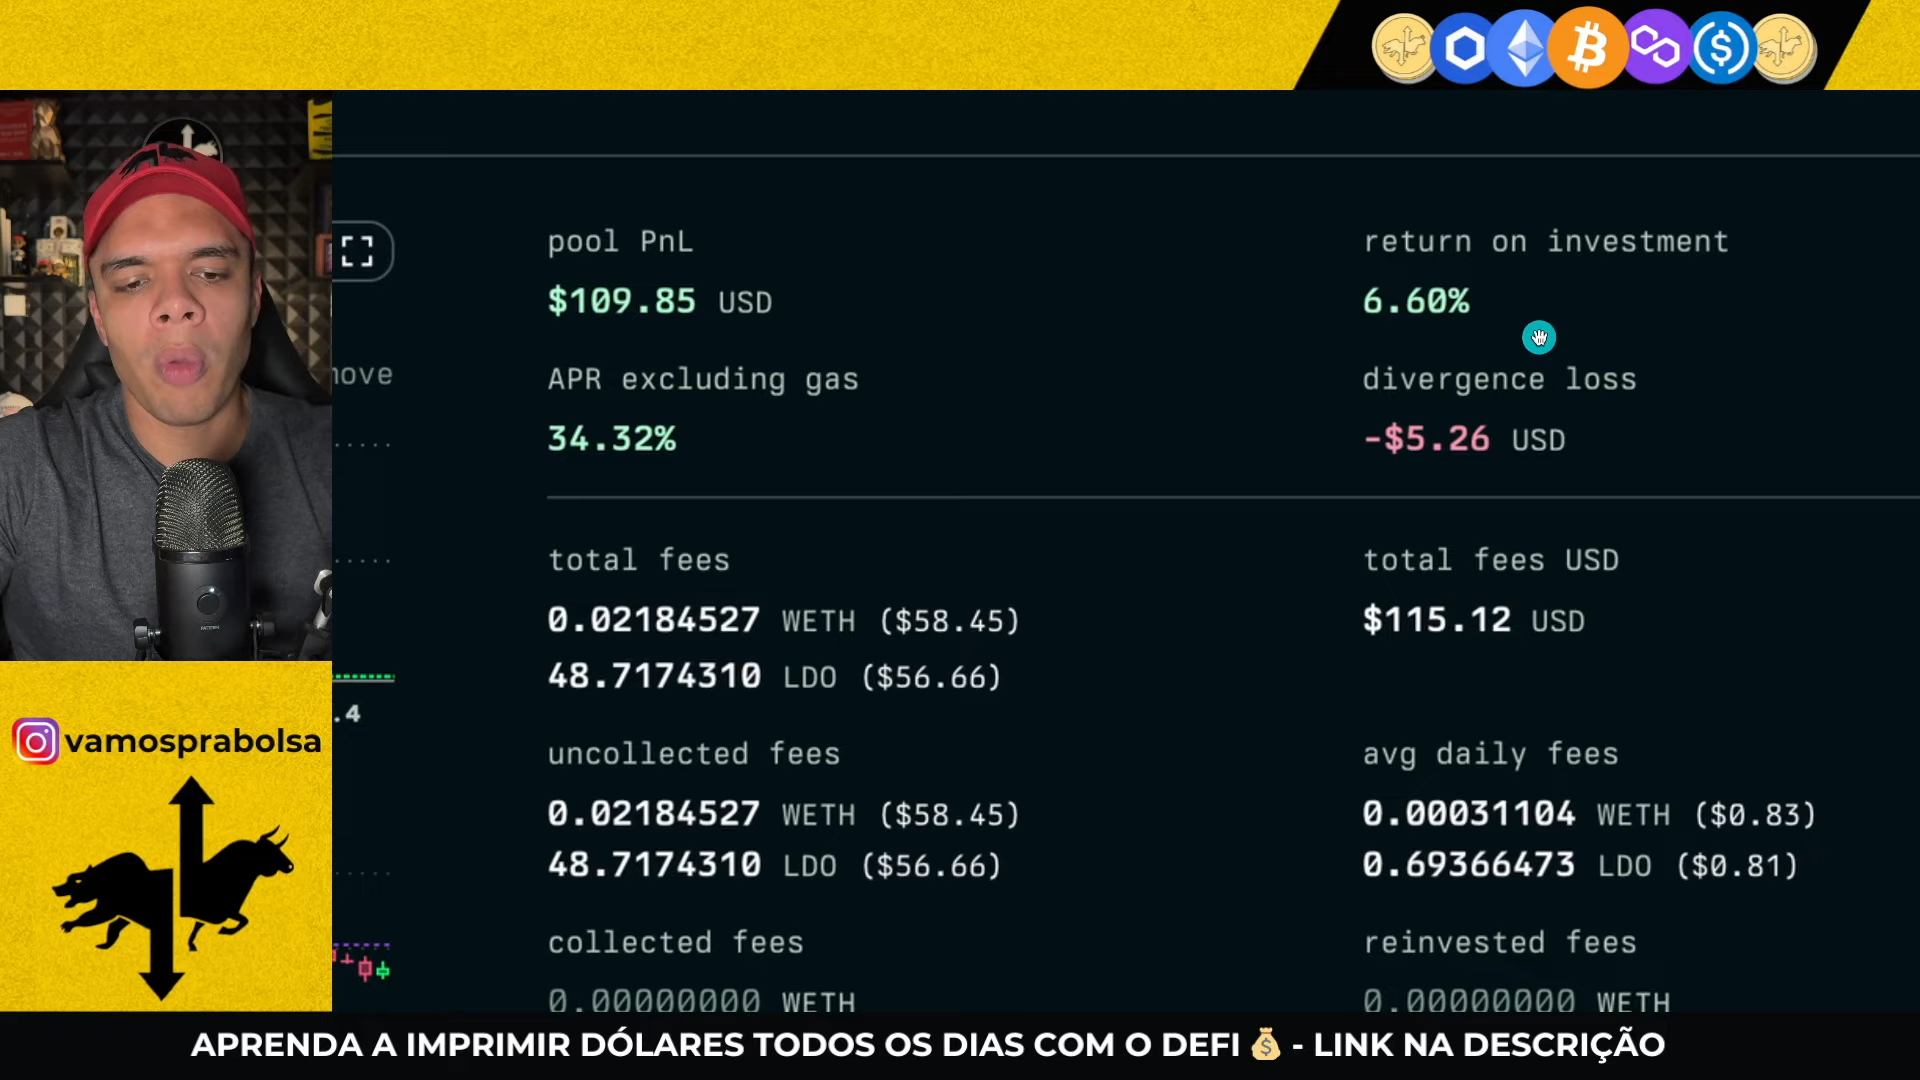 pool PnL
$109.85 USD
return on investment
6.60%
APR excluding gas
34.32%
divergence loss
-$5.26 USD
total fees
0.02184527 WETH ($58.45)
48.7174310 LDO ($56.66)
total fees USD
$115.12 USD
uncollected fees
0.02184527 WETH ($58.45)
48.7174310 LDO ($56.66)
avg daily fees
0.00031104 WETH ($0.83)
0.69366473 LDO ($0.81)
collected fees
0.00000000 WETH
reinvested fees
0.00000000 WETH
.4
vamosprabolsa
APRENDA A IMPRIMIR DÓLARES TODOS OS DIAS COM O DEFI 💰 - LINK NA DESCRIÇÃO